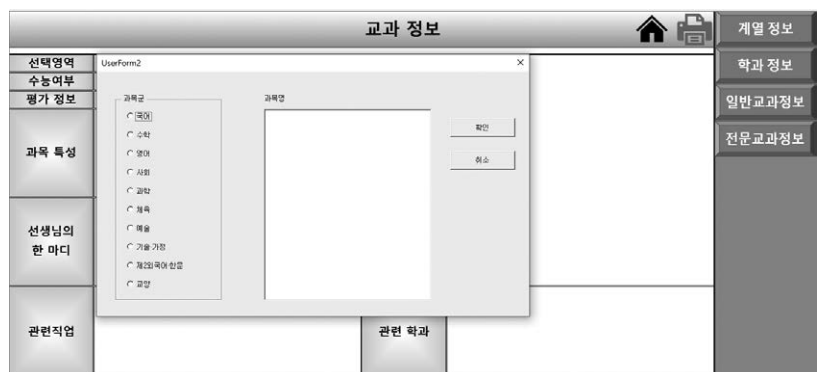 교과 정보
계열 정보
학과 정보
일반교과정보
전문교과정보
선택영역
수능여부
평가 정보
과목 특성
선생님의
한 마디
관련직업
관련 학과
UserForm2
×
과목군
국어
수학
영어
사회
과학
체육
예술
기술·가정
제2외국어·한문
교양
과목명
확인
취소